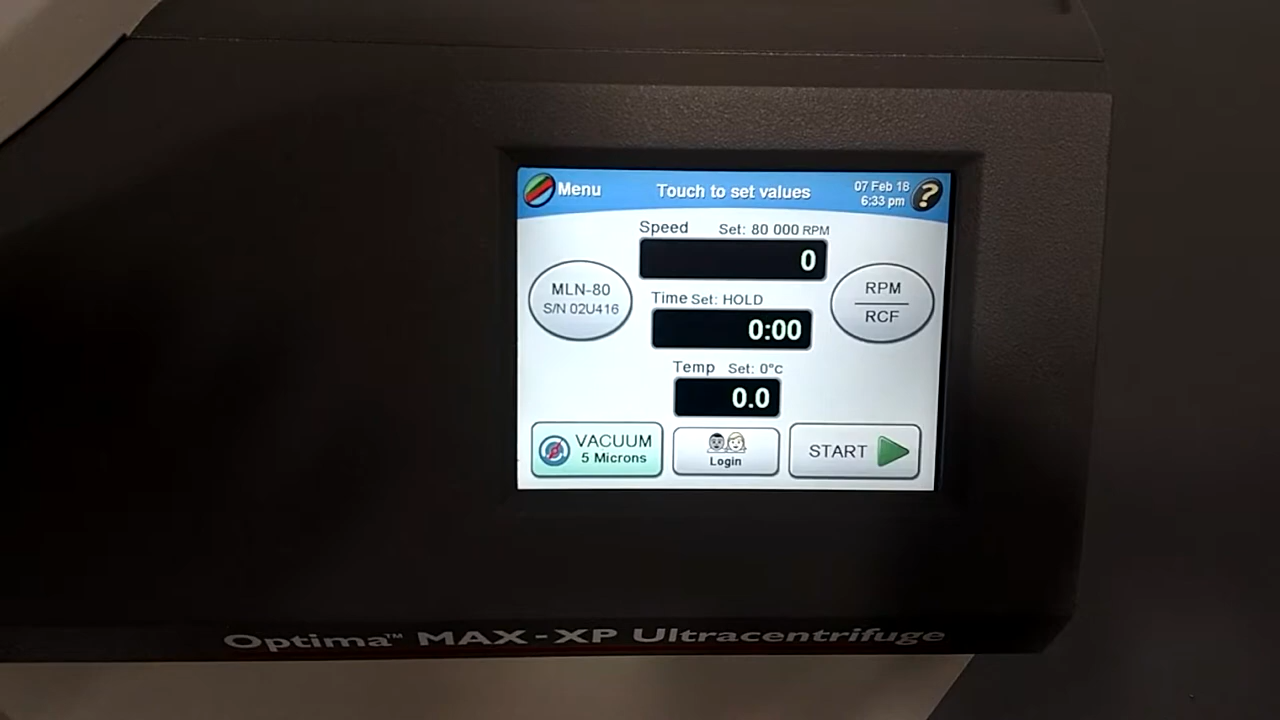 Menu
Touch to set values
07 Feb 18
6:33 pm
?
Speed Set: 80 000 RPM
0
MLN-80
S/N 02U416
RPM
RCF
Time Set: HOLD
0:00
Temp Set: 0°c
0.0
VACUUM
5 Microns
Login
START
Optima™ MAX-XP Ultracentrifuge